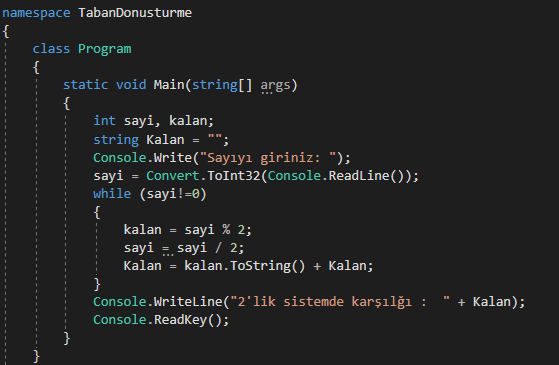 namespace TabanDonusturme
{
class Program
{
static void Main(string[] args)
{
int sayi, kalan;
string Kalan = "";
Console.Write("Sayıyı giriniz: ");
sayi = Convert.ToInt32(Console.ReadLine());
while (sayi!=0)
{
kalan = sayi % 2;
sayi = sayi / 2;
Kalan = kalan.ToString() + Kalan;
}
Console.WriteLine("2'lik sistemde karşılğı :  " + Kalan);
Console.ReadKey();
}
}